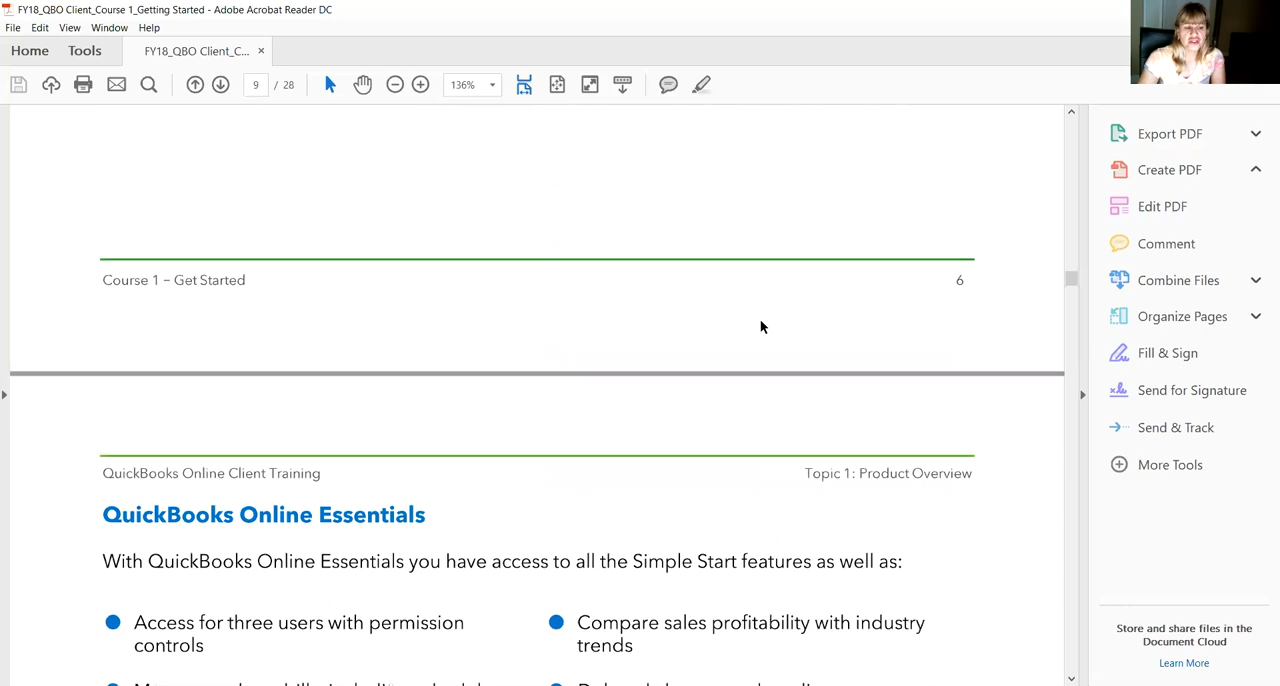 FY18_QBO Client_Course 1_Getting Started - Adobe Acrobat Reader DC
File Edit View Window Help
Home Tools FY18_QBO Client_C... ×
9 / 28 136%
Export PDF
Create PDF
Edit PDF
Comment
Combine Files
Organize Pages
Fill & Sign
Send for Signature
Send & Track
More Tools
Store and share files in the
Document Cloud
Learn More
Course 1 – Get Started 6
QuickBooks Online Client Training Topic 1: Product Overview
QuickBooks Online Essentials
With QuickBooks Online Essentials you have access to all the Simple Start features as well as:
Access for three users with permission
controls
Compare sales profitability with industry
trends